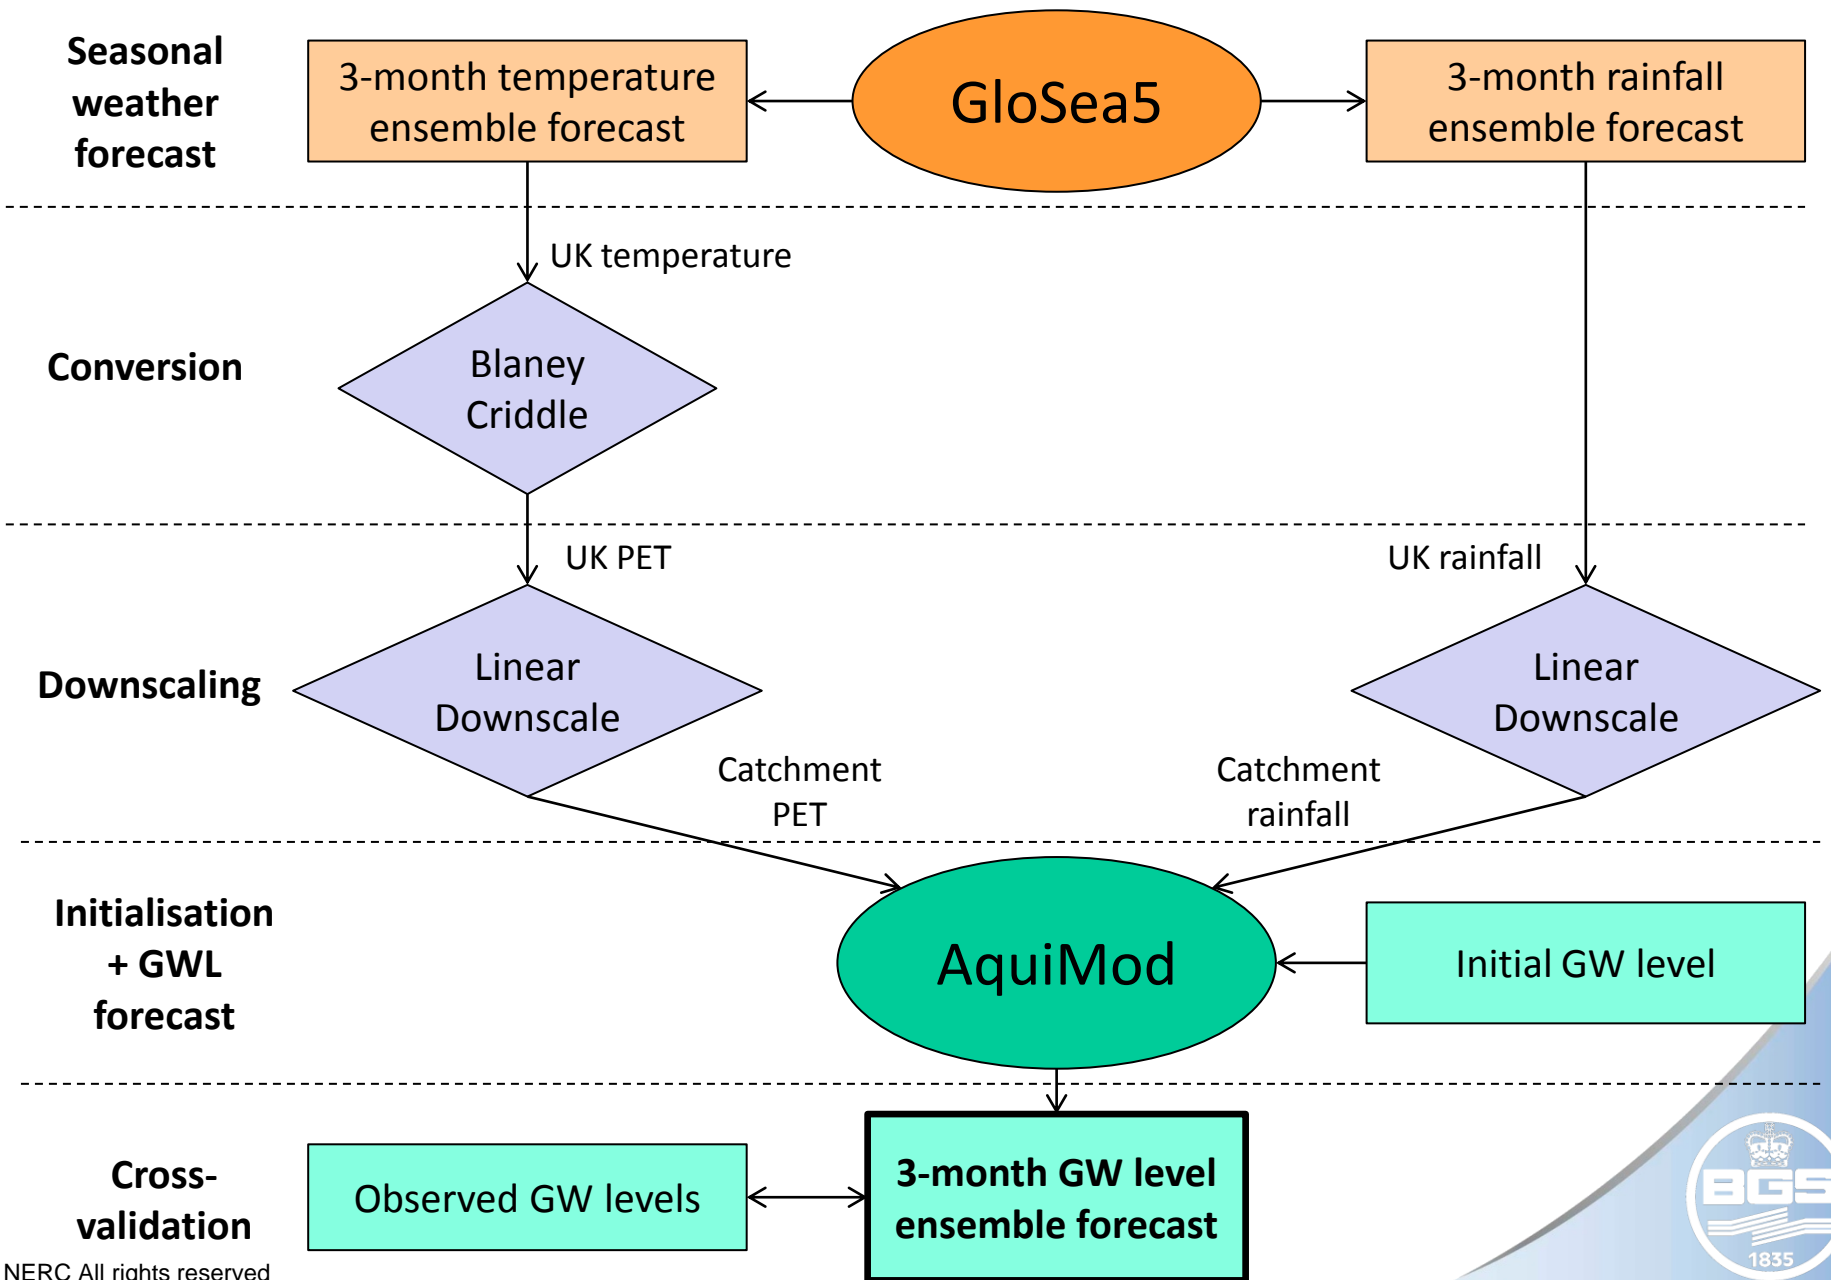 Seasonal
weather
forecast
3-month temperature
ensemble forecast
GloSea5
3-month rainfall
ensemble forecast
UK temperature
Conversion
Blaney
Criddle
UK PET
UK rainfall
Downscaling
Linear
Downscale
Linear
Downscale
Catchment
PET
Catchment
rainfall
Initialisation
+ GWL
forecast
AquiMod
Initial GW level
Cross-
validation
Observed GW levels
3-month GW level
ensemble forecast
BGS
1835
NERC All rights reserved